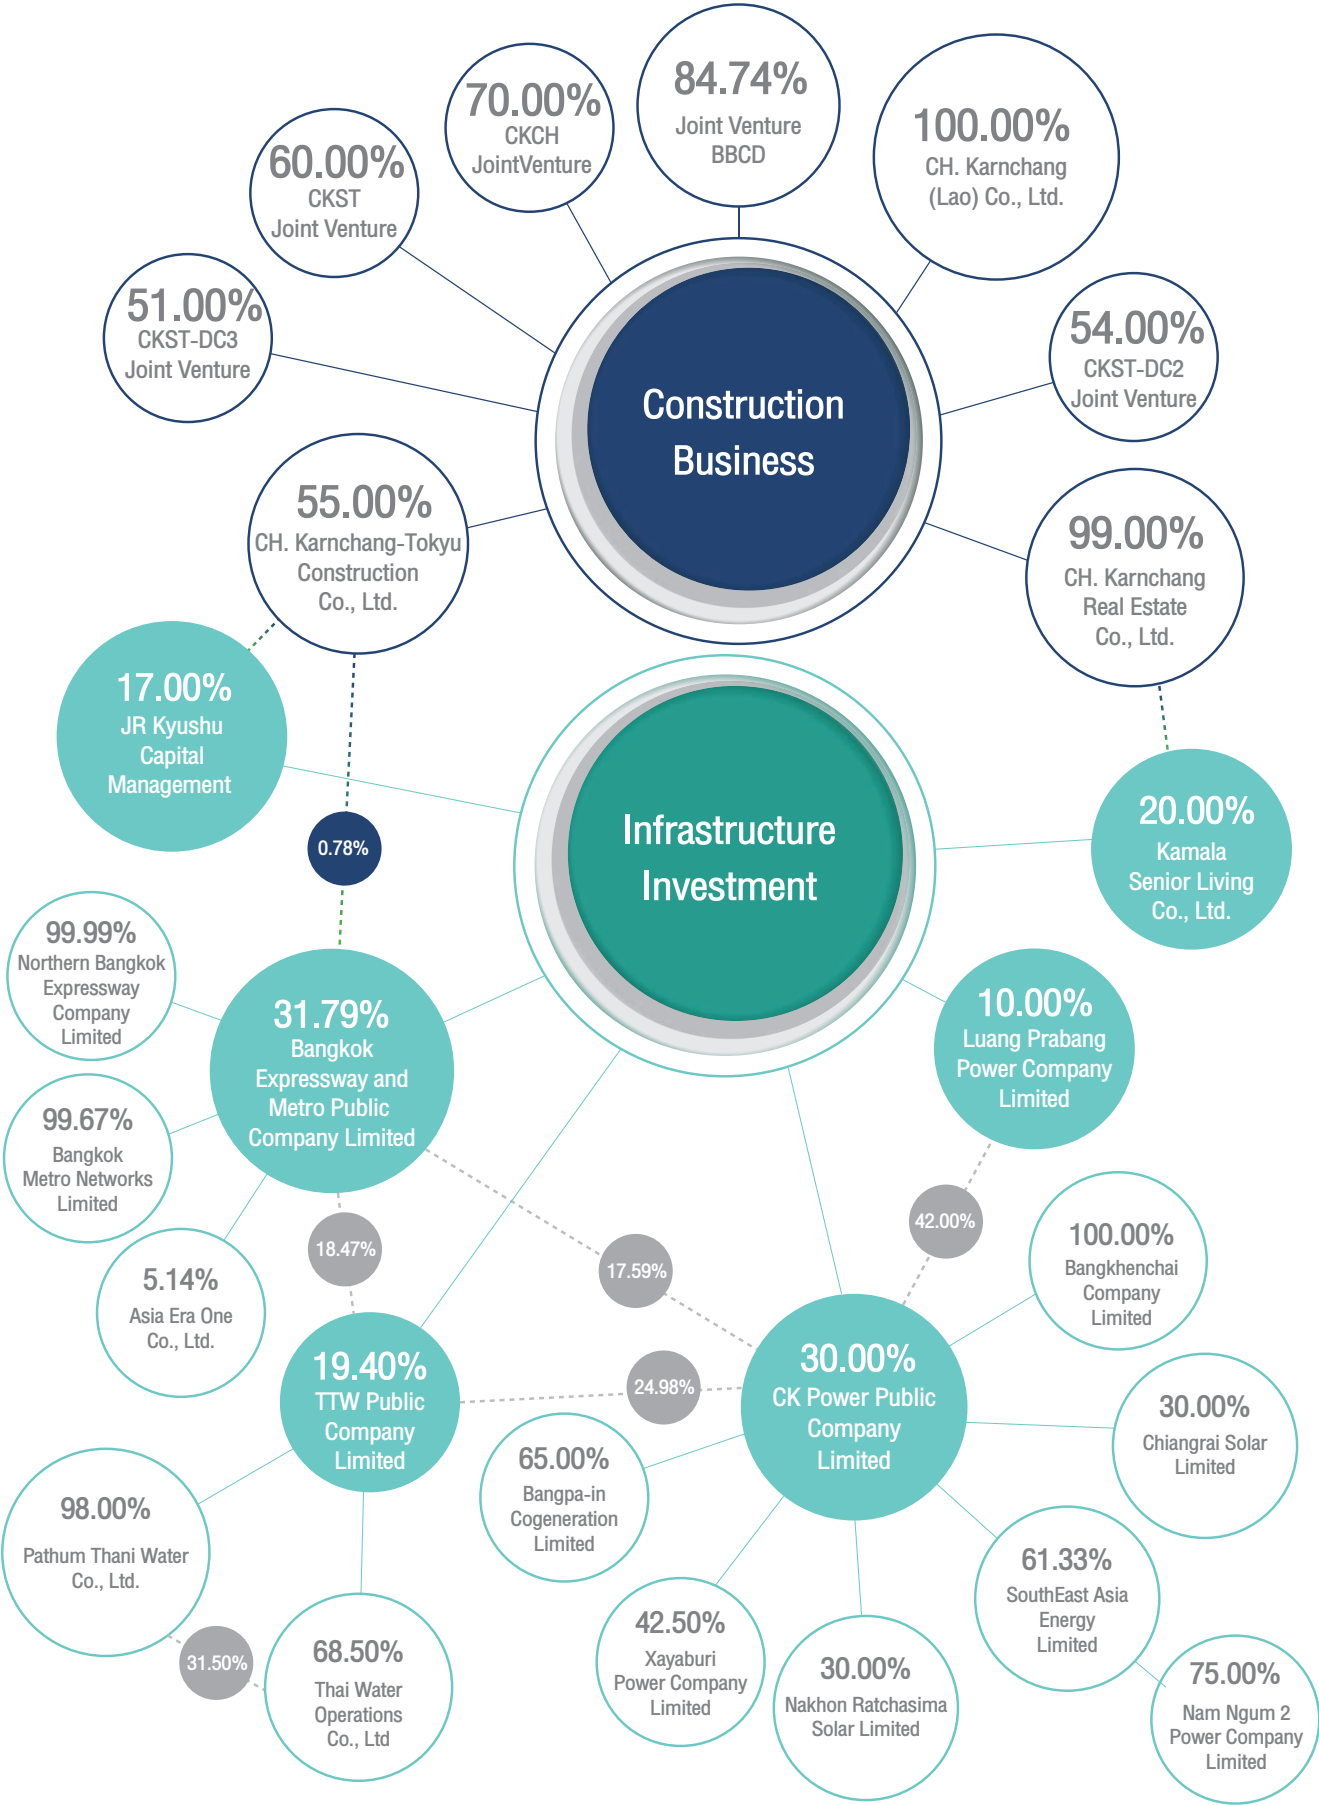 84.74%
Joint Venture
BBCD
70.00%
CKCH
JointVenture
100.00%
CH. Karnchang
(Lao) Co., Ltd.
60.00%
CKST
Joint Venture
51.00%
CKST-DC3
Joint Venture
54.00%
CKST-DC2
Joint Venture
Construction
Business
55.00%
CH. Karnchang-Tokyu
Construction
Co., Ltd.
99.00%
CH. Karnchang
Real Estate
Co., Ltd.
17.00%
JR Kyushu
Capital
Management
0.78%
Infrastructure
Investment
20.00%
Kamala
Senior Living
Co., Ltd.
99.99%
Northern Bangkok
Expressway
Company
Limited
31.79%
Bangkok
Expressway and
Metro Public
Company Limited
10.00%
Luang Prabang
Power Company
Limited
99.67%
Bangkok
Metro Networks
Limited
18.47%
17.59%
42.00%
5.14%
Asia Era One
Co., Ltd.
100.00%
Bangkhenchai
Company
Limited
19.40%
TTW Public
Company
Limited
24.98%
30.00%
CK Power Public
Company
Limited
30.00%
Chiangrai Solar
Limited
65.00%
Bangpa-in
Cogeneration
Limited
98.00%
Pathum Thani Water
Co., Ltd.
31.50%
68.50%
Thai Water
Operations
Co., Ltd
42.50%
Xayaburi
Power Company
Limited
30.00%
Nakhon Ratchasima
Solar Limited
61.33%
SouthEast Asia
Energy
Limited
75.00%
Nam Ngum 2
Power Company
Limited